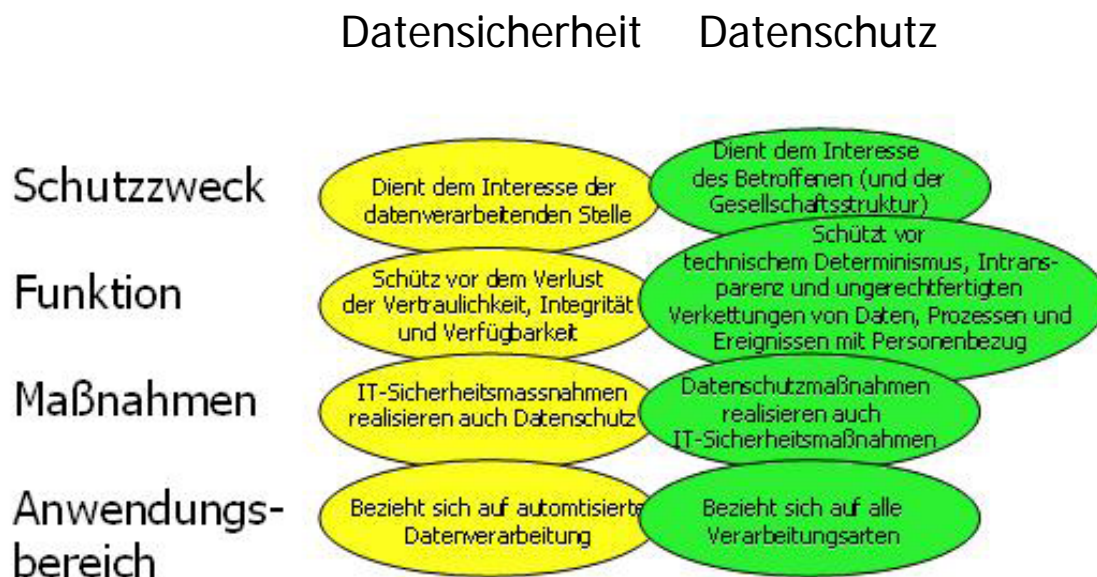 Datensicherheit Datenschutz
Schutzzweck
Dient dem Interesse der
datenverarbeitenden Stelle
Dient dem Interesse
des Betroffenen (und der
Gesellschaftsstruktur)
Funktion
Schütz vor dem Verlust
der Vertraulichkeit, Integrität
und Verfügbarkeit
Schützt vor
technischem Determinismus, Intrans-
parenz und ungerechtfertigten
Verkettungen von Daten, Prozessen und
Ereignissen mit Personenbezug
Maßnahmen
IT-Sicherheitsmassnahmen
realisieren auch Datenschutz
Datenschutzmaßnahmen
realisieren auch
IT-Sicherheitsmaßnahmen
Anwendungs-
bereich
Bezieht sich auf automtisierte
Datenverarbeitung
Bezieht sich auf alle
Verarbeitungsarten